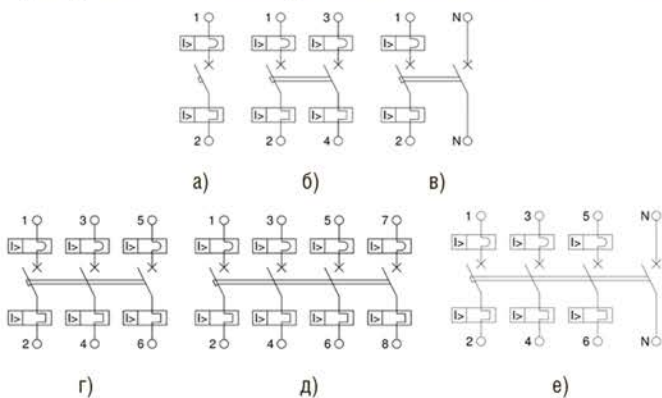 1 1 3 1 N
I> I> I> I>
I> I> I> I>
2 2 4 2 N
а) б) в)
1 3 5 1 3 5 7 1 3 5 N
I> I> I> I> I> I> I> I> I> I>
I> I> I> I> I> I> I> I> I> I>
2 4 6 2 4 6 8 2 4 6 N
г) д) е)